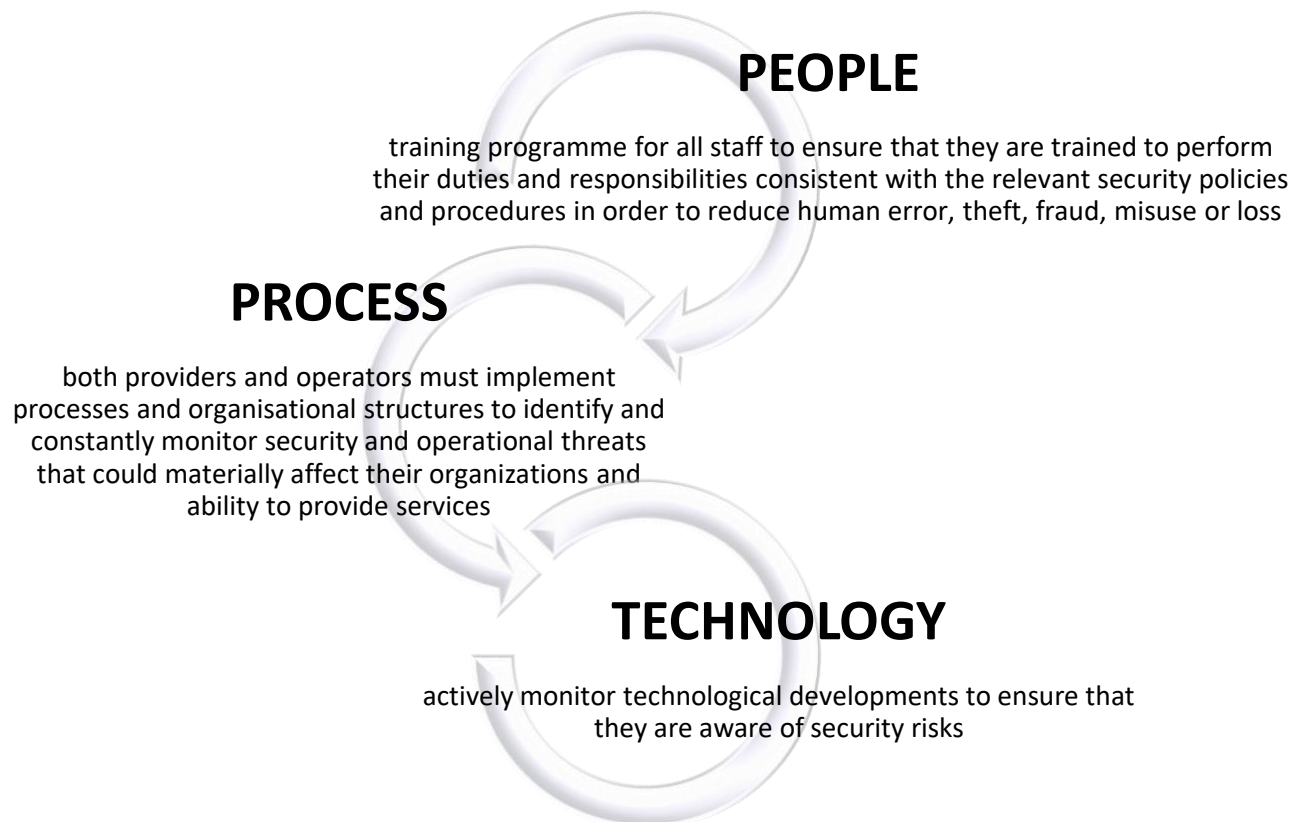 PEOPLE
training programme for all staff to ensure that they are trained to perform
their duties and responsibilities consistent with the relevant security policies
and procedures in order to reduce human error, theft, fraud, misuse or loss
PROCESS
both providers and operators must implement
processes and organisational structures to identify and
constantly monitor security and operational threats
that could materially affect their organizations and
ability to provide services
TECHNOLOGY
actively monitor technological developments to ensure that
they are aware of security risks